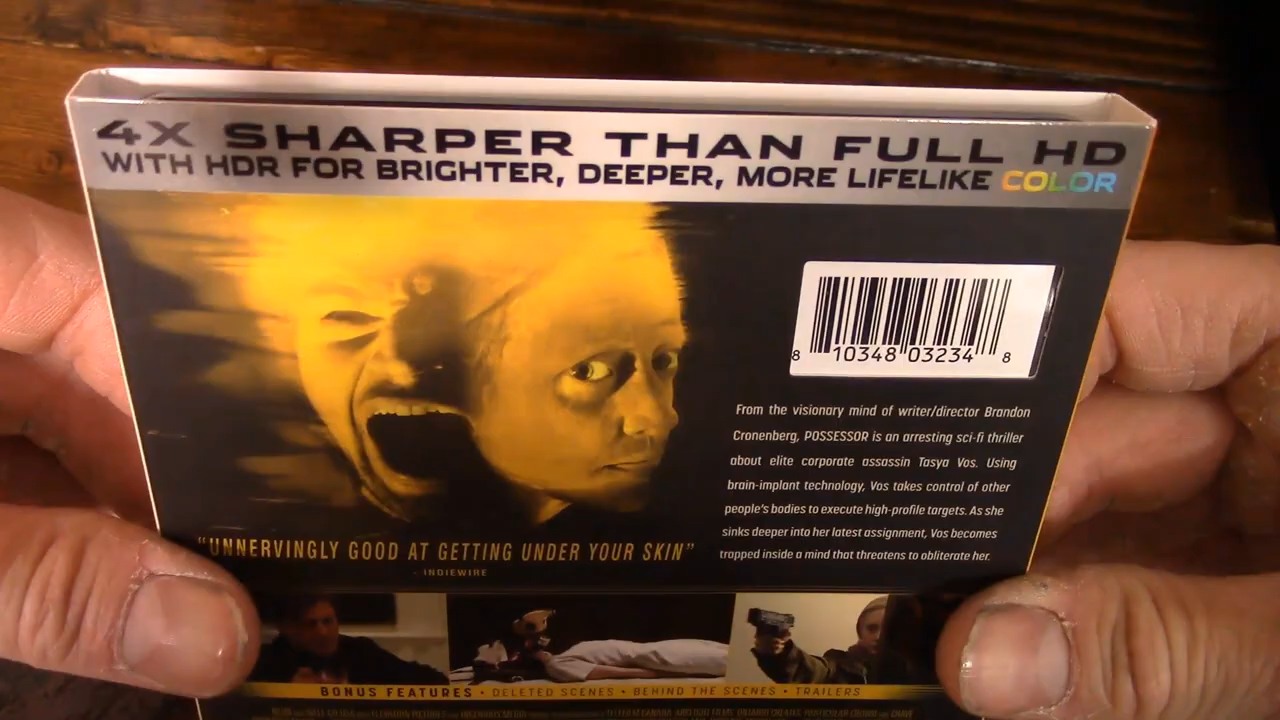 4X SHARPER THAN FULL HD
WITH HDR FOR BRIGHTER, DEEPER, MORE LIFELIKE COLOR
8 10348 03234 8
From the visionary mind of writer/director Brandon
Cronenberg, POSSESSOR is an arresting sci-fi thriller
about elite corporate assassin Tasya Vos. Using
brain-implant technology, Vos takes control of other
people's bodies to execute high-profile targets. As she
sinks deeper into her latest assignment, Vos becomes
trapped inside a mind that threatens to obliterate her.
"UNNERVINGLY GOOD AT GETTING UNDER YOUR SKIN"
- INDIEWIRE
BONUS FEATURES • DELETED SCENES • BEHIND THE SCENES • TRAILERS